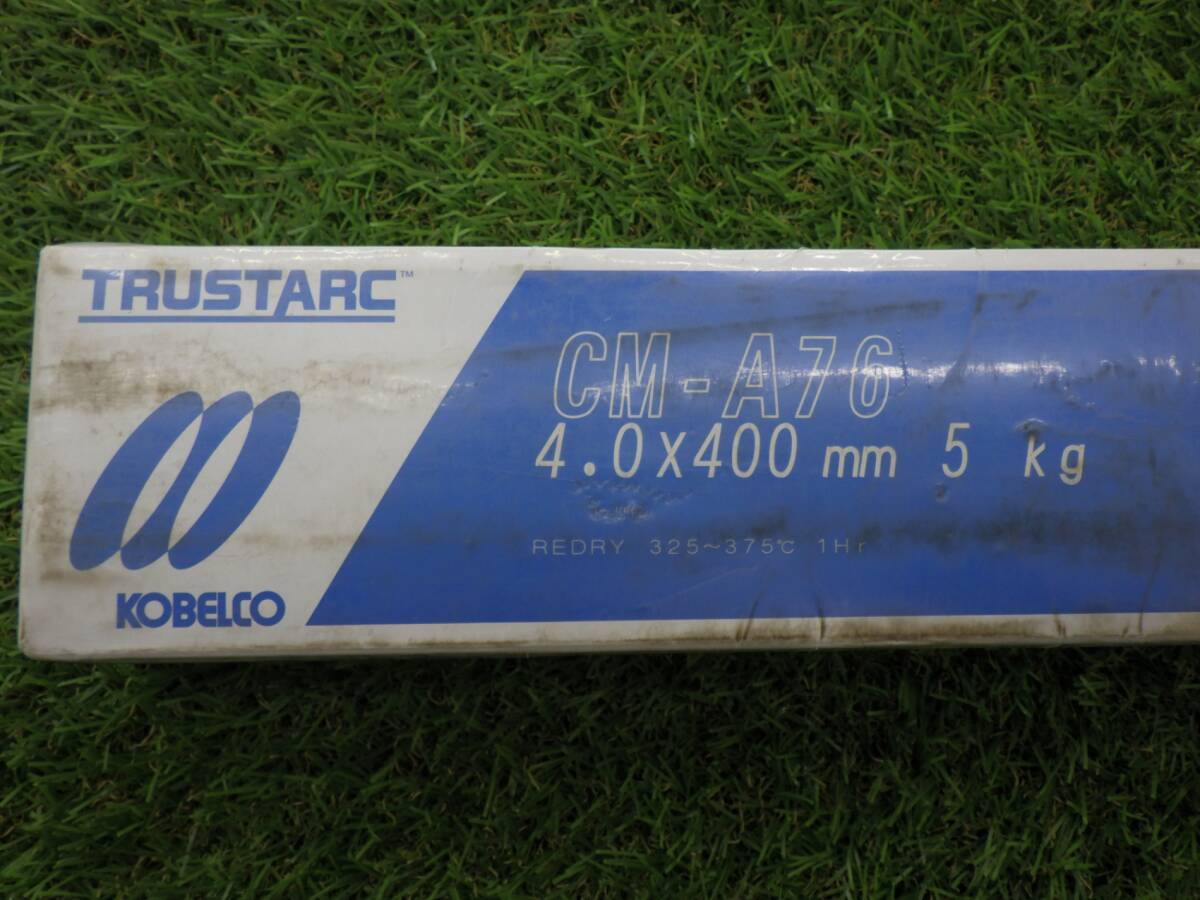 TRUSTARC™
CM-A76
4.0x400 mm 5 kg
REDRY 325~375℃ 1Hr
KOBELCO